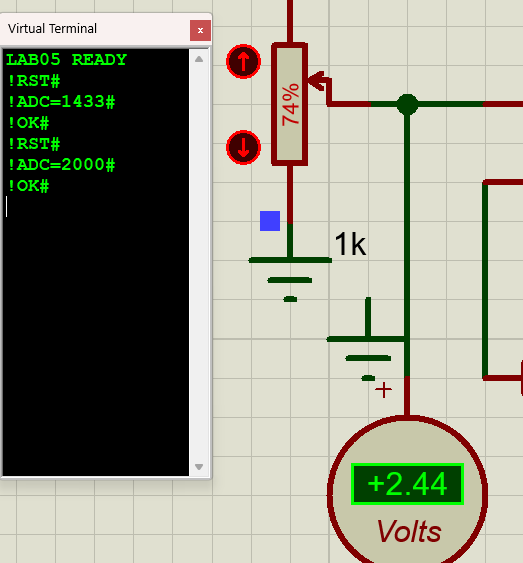 Virtual Terminal
x
LAB05 READY
!RST#
!ADC=1433#
!OK#
!RST#
!ADC=2000#
!OK#
74%
1k
+
+2.44
Volts